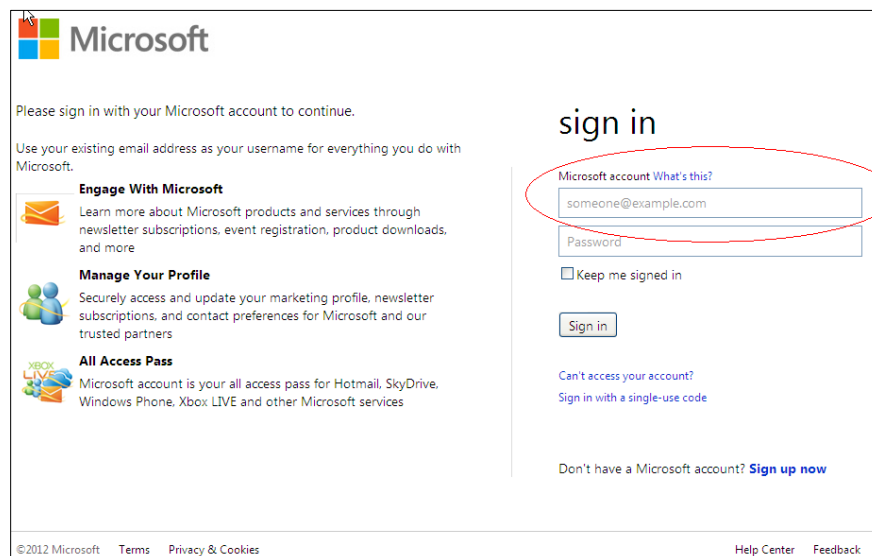 Microsoft
Please sign in with your Microsoft account to continue.
Use your existing email address as your username for everything you do with
Microsoft.
Engage With Microsoft
Learn more about Microsoft products and services through
newsletter subscriptions, event registration, product downloads,
and more
Manage Your Profile
Securely access and update your marketing profile, newsletter
subscriptions, and contact preferences for Microsoft and our
trusted partners
XBOX
LIVE
All Access Pass
Microsoft account is your all access pass for Hotmail, SkyDrive,
Windows Phone, Xbox LIVE and other Microsoft services
sign in
Microsoft account What's this?
someone@example.com
Password
Keep me signed in
Sign in
Can't access your account?
Sign in with a single-use code
Don't have a Microsoft account? Sign up now
©2012 Microsoft Terms Privacy & Cookies Help Center Feedback